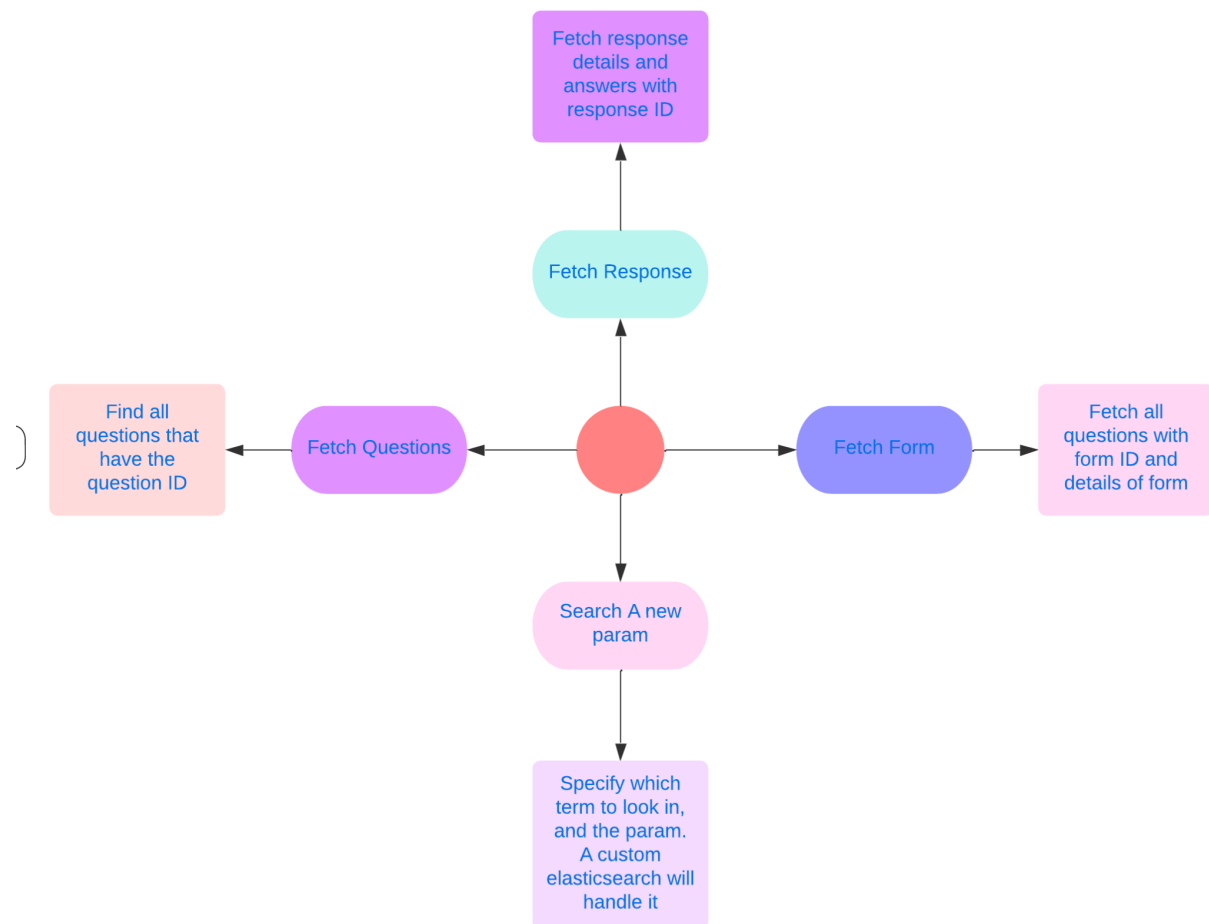 Fetch response
details and
answers with
response ID
Fetch Response
Find all
questions that
have the
question ID
Fetch Questions
Fetch Form
Fetch all
questions with
form ID and
details of form
Search A new
param
Specify which
term to look in,
and the param.
A custom
elasticsearch will
handle it